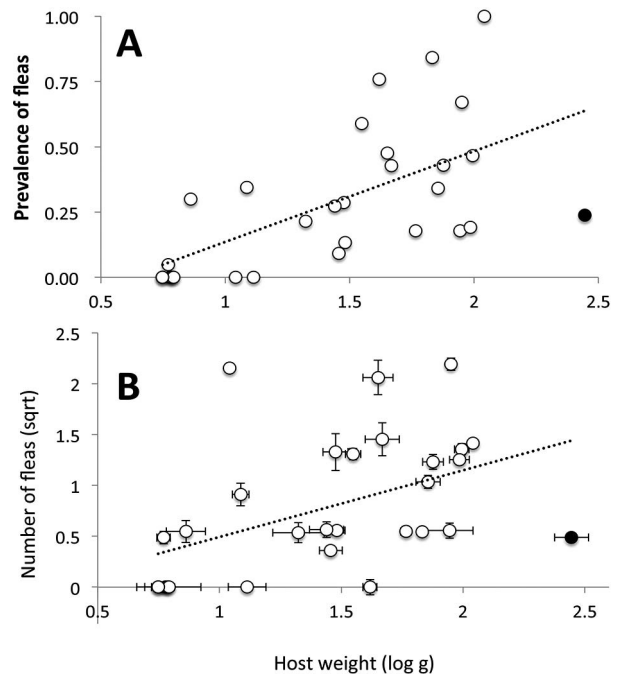 A
Prevalence of fleas
1.00
0.75
0.50
0.25
0.00
0.5 1 1.5 2 2.5
B
Number of fleas (sqrt)
2.5
2
1.5
1
0.5
0
0.5 1 1.5 2 2.5
Host weight (log g)